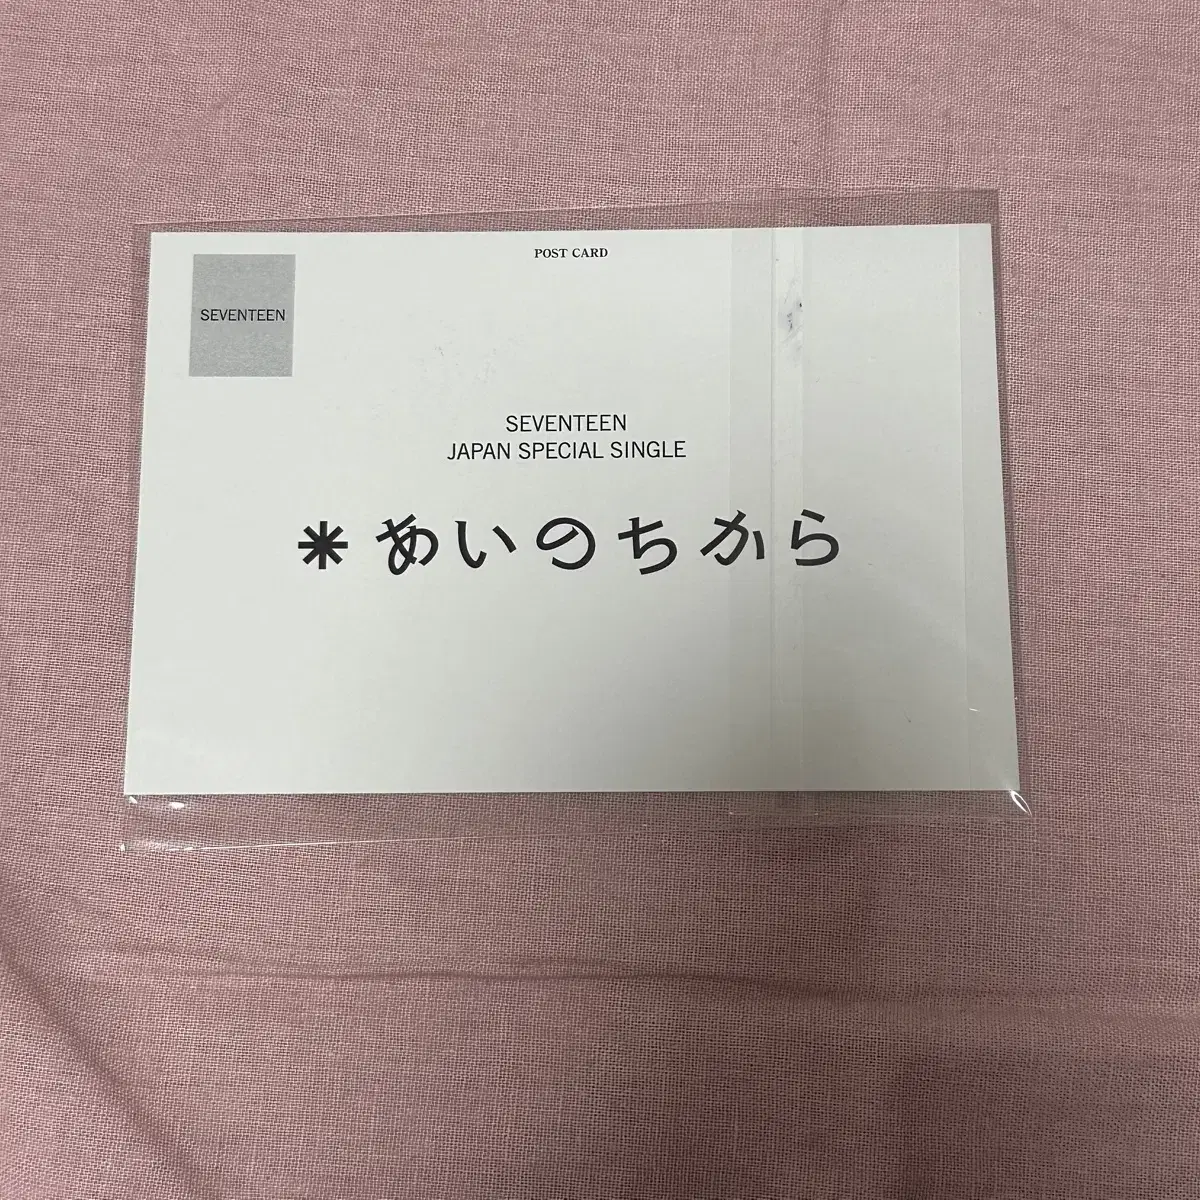 POST CARD
SEVENTEEN
SEVENTEEN
JAPAN SPECIAL SINGLE
*あいのちから